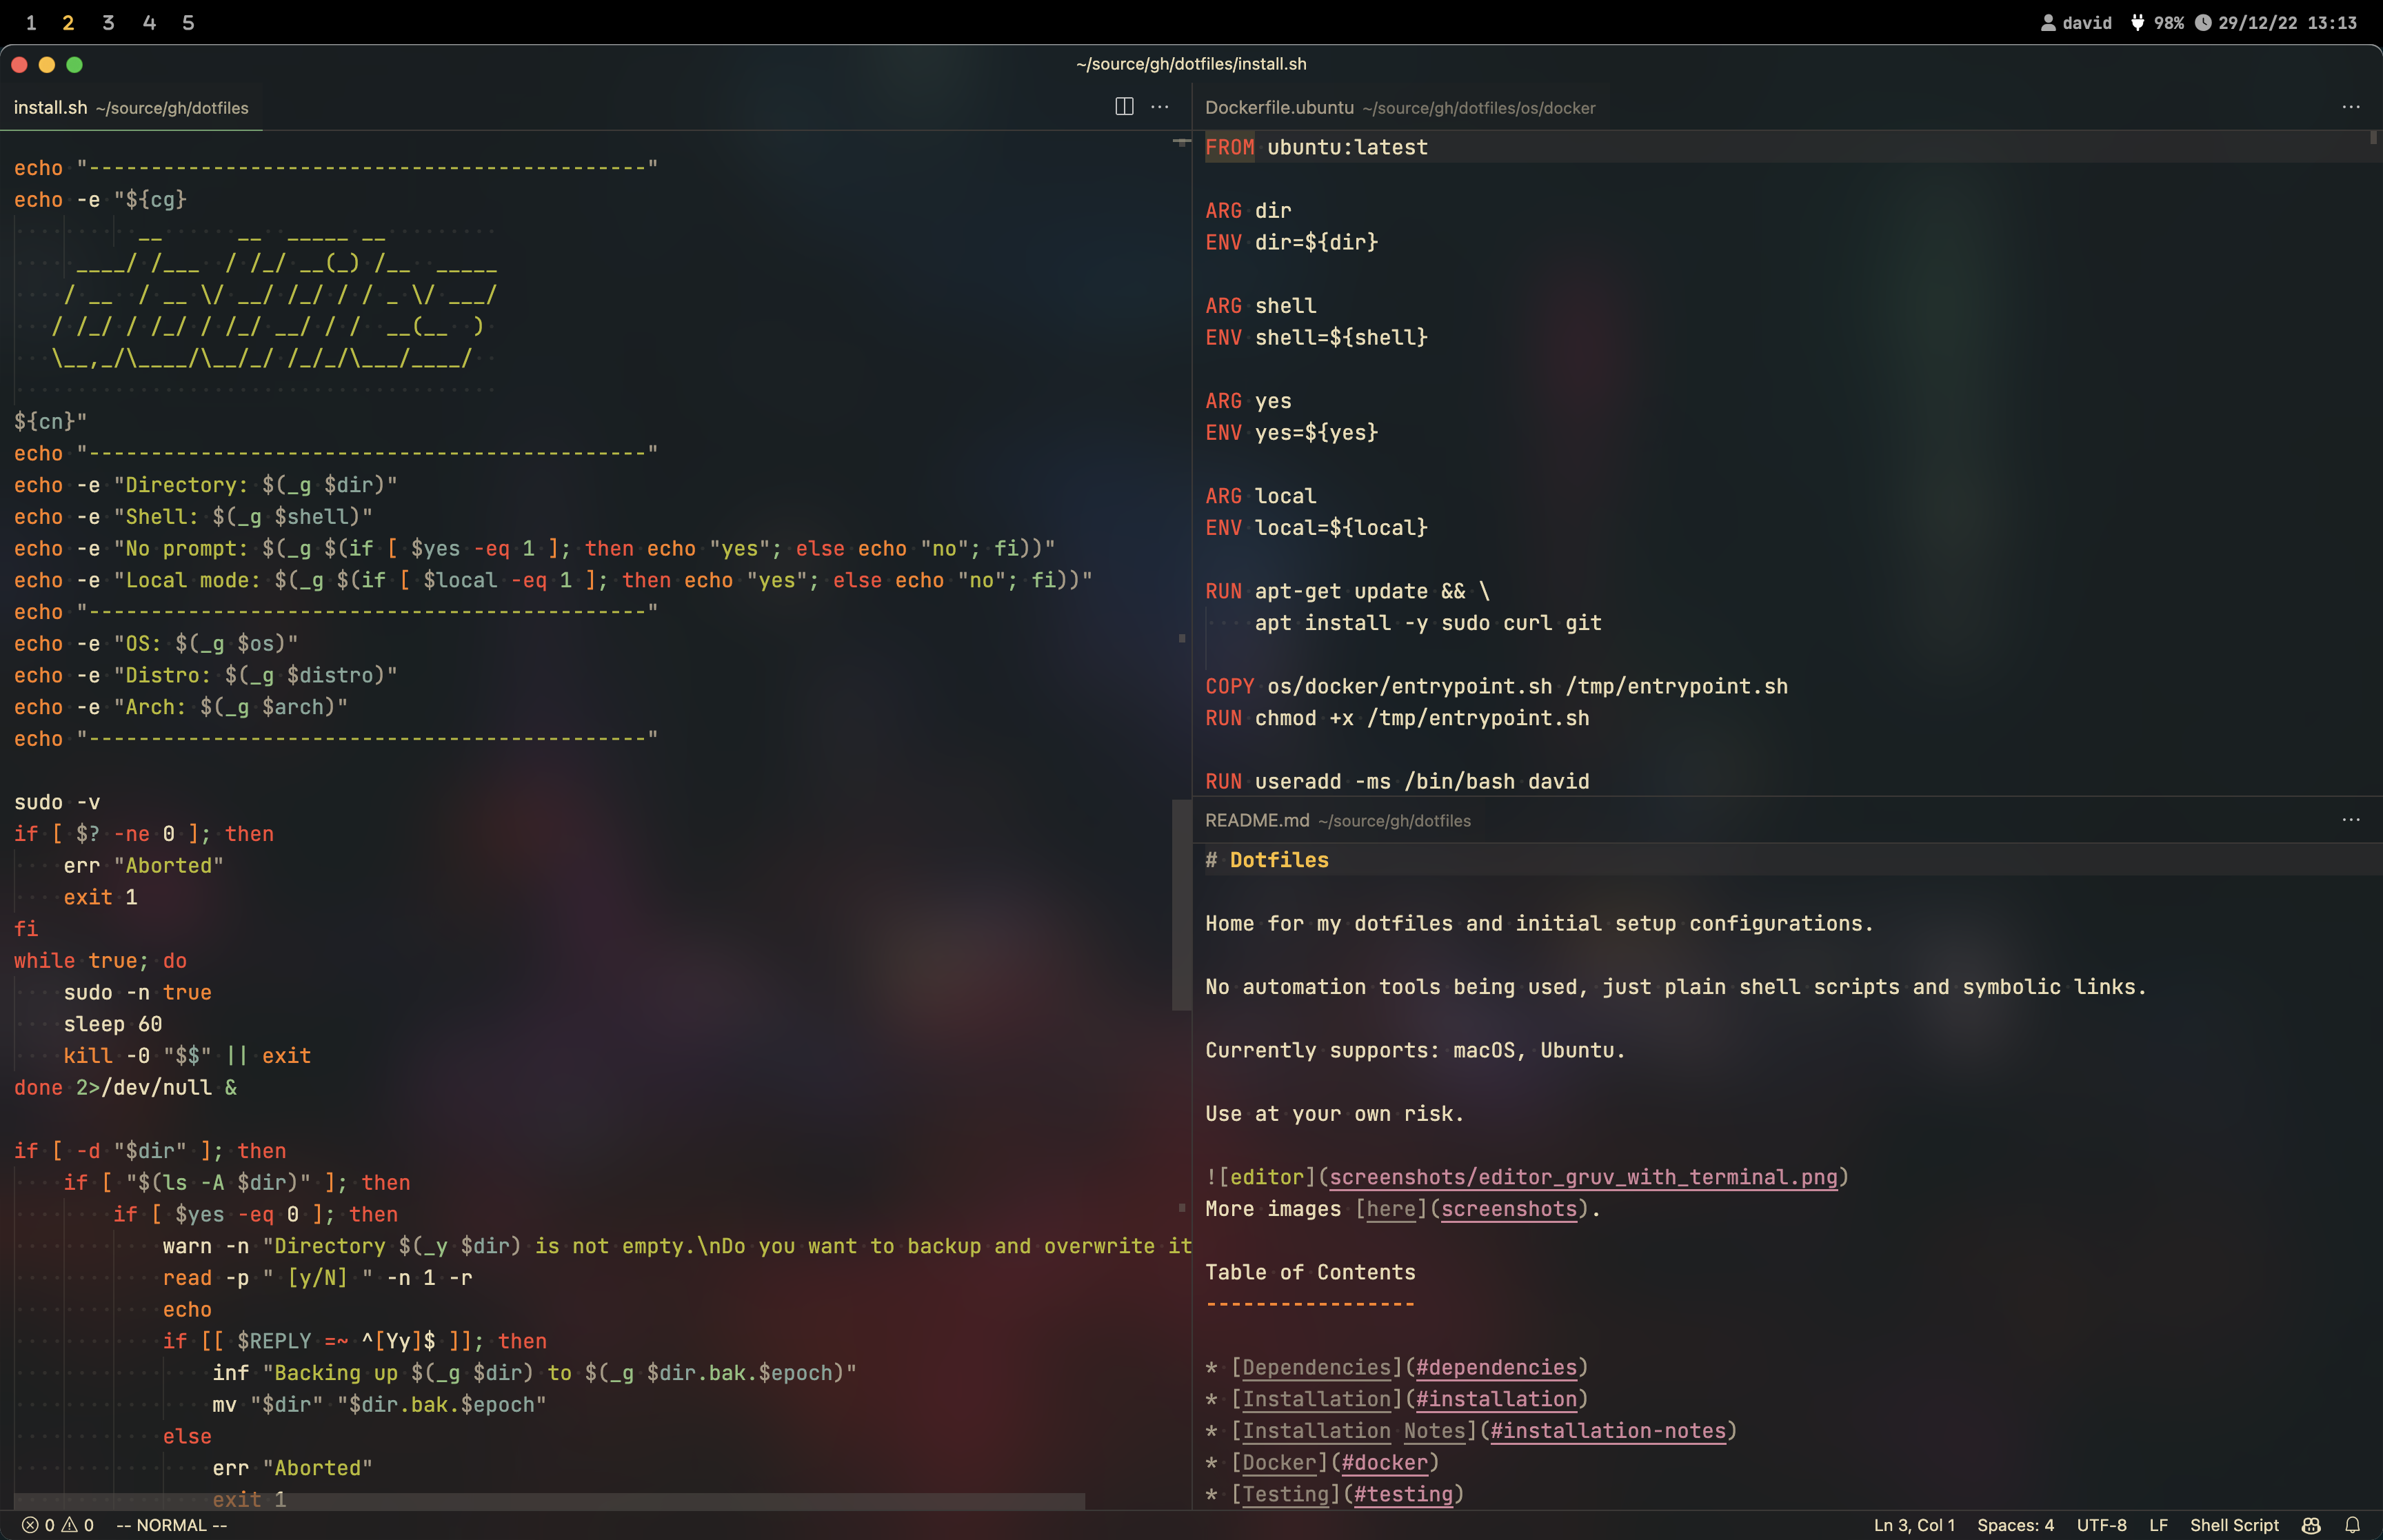 1 2 3 4 5
david 98% 29/12/22 13:13
~/source/gh/dotfiles/install.sh
install.sh ~/source/gh/dotfiles
echo "---------------------------------------------"
echo -e "${cg}
           __       __   _____ __
      ____/ /___   / /_/ __(_) /__  _____
     / __  / __ \/ __/ /_/ / / _ \/ ___/
    / /_/ / /_/ / /_/ __/ / /  __(__  )
    \__,_/\____/\__/_/ /_/_/\___/____/
${cn}"
echo "---------------------------------------------"
echo -e "Directory: $(_g $dir)"
echo -e "Shell: $(_g $shell)"
echo -e "No prompt: $(_g $(if [ $yes -eq 1 ]; then echo "yes"; else echo "no"; fi))"
echo -e "Local mode: $(_g $(if [ $local -eq 1 ]; then echo "yes"; else echo "no"; fi))"
echo "---------------------------------------------"
echo -e "OS: $(_g $os)"
echo -e "Distro: $(_g $distro)"
echo -e "Arch: $(_g $arch)"
echo "---------------------------------------------"
sudo -v
if [ $? -ne 0 ]; then
    err "Aborted"
    exit 1
fi
while true; do
    sudo -n true
    sleep 60
    kill -0 "$$" || exit
done 2>/dev/null &
if [ -d "$dir" ]; then
    if [ "$(ls -A $dir)" ]; then
        if [ $yes -eq 0 ]; then
            warn -n "Directory $(_y $dir) is not empty.\nDo you want to backup and overwrite it
            read -p " [y/N] " -n 1 -r
            echo
            if [[ $REPLY =~ ^[Yy]$ ]]; then
                inf "Backing up $(_g $dir) to $(_g $dir.bak.$epoch)"
                mv "$dir" "$dir.bak.$epoch"
            else
                err "Aborted"
                exit 1
Dockerfile.ubuntu ~/source/gh/dotfiles/os/docker
FROM ubuntu:latest
ARG dir
ENV dir=${dir}
ARG shell
ENV shell=${shell}
ARG yes
ENV yes=${yes}
ARG local
ENV local=${local}
RUN apt-get update && \
    apt install -y sudo curl git
COPY os/docker/entrypoint.sh /tmp/entrypoint.sh
RUN chmod +x /tmp/entrypoint.sh
RUN useradd -ms /bin/bash david
README.md ~/source/gh/dotfiles
# Dotfiles
Home for my dotfiles and initial setup configurations.
No automation tools being used, just plain shell scripts and symbolic links.
Currently supports: macOS, Ubuntu.
Use at your own risk.
![editor](screenshots/editor_gruv_with_terminal.png)
More images [here](screenshots).
Table of Contents
-----------------
* [Dependencies](#dependencies)
* [Installation](#installation)
* [Installation Notes](#installation-notes)
* [Docker](#docker)
* [Testing](#testing)
0 0 -- NORMAL --
Ln 3, Col 1 Spaces: 4 UTF-8 LF Shell Script